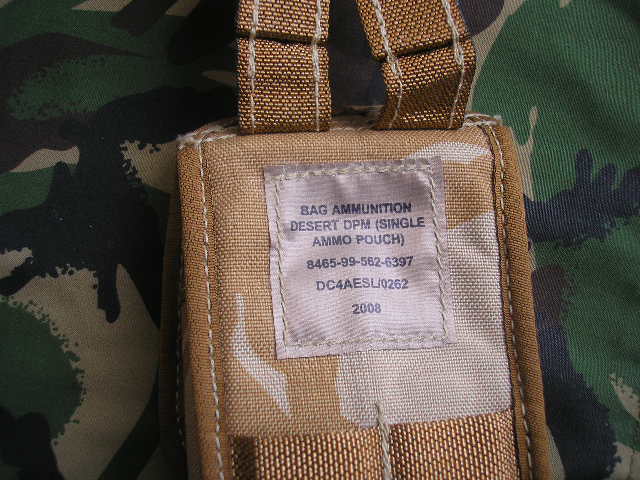 BAG AMMUNITION
DESERT DPM (SINGLE
AMMO POUCH)
8465-99-562-6397
DC4AESL/0262
2008